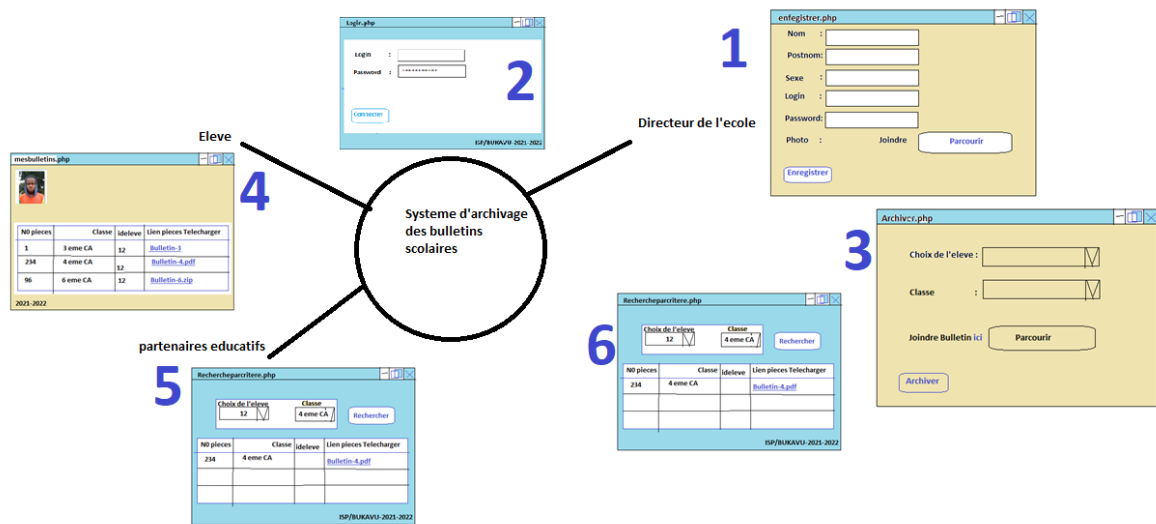 Login.php
Login :
Password : ***********
Connecter
ISP/BUKAVU-2021-2022
2
enfegistrer.php
Nom :
Postnom:
Sexe :
Login :
Password:
Photo : Joindre Parcourir
Enregistrer
1
Directeur de l'ecole
Eleve
mesbulletins.php
N0 pieces Classe ideleve Lien pieces Telecharger
1 3 eme CA 12 Bulletin-3
234 4 eme CA 12 Bulletin-4.pdf
96 6 eme CA 12 Bulletin-6.zip
2021-2022
4
Systeme d'archivage
des bulletins
scolaires
Archiver.php
Choix de l'eleve :
Classe :
Joindre Bulletin ici Parcourir
Archiver
3
partenaires educatifs
5
Rechercheparcritere.php
Choix de l'eleve Classe
12 4 eme CA Rechercher
N0 pieces Classe ideleve Lien pieces Telecharger
234 4 eme CA Bulletin-4.pdf
ISP/BUKAVU-2021-2022
6
Rechercheparcritere.php
Choix de l'eleve Classe
12 4 eme CA Rechercher
N0 pieces Classe ideleve Lien pieces Telecharger
234 4 eme CA Bulletin-4.pdf
ISP/BUKAVU-2021-2022